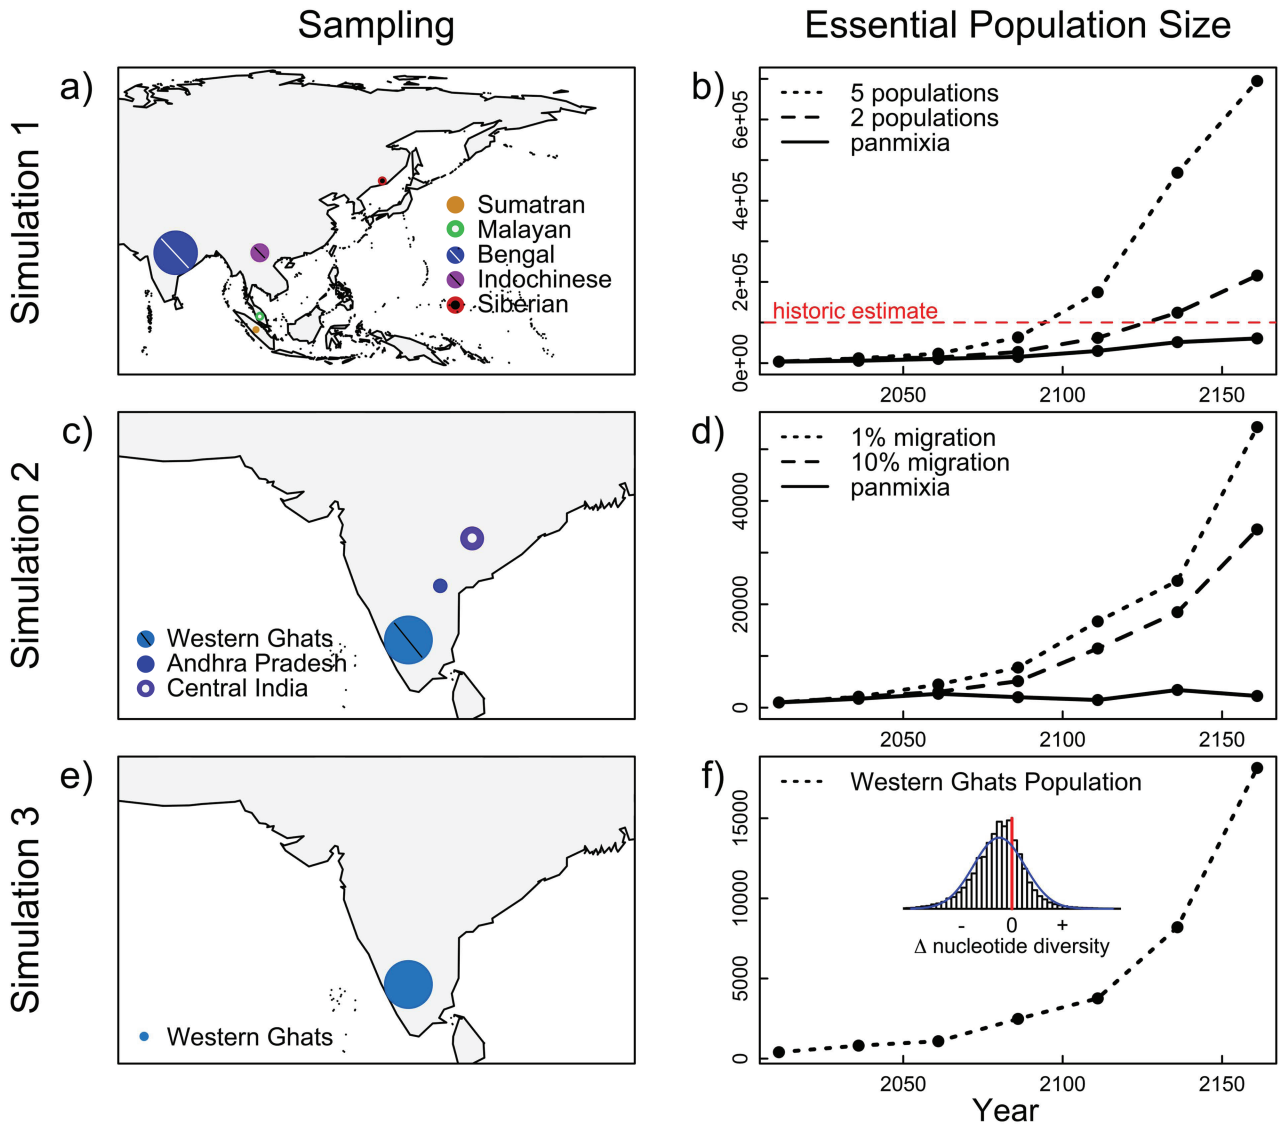 Sampling
Essential Population Size
Simulation 1
a)
Sumatran
Malayan
Bengal
Indochinese
Siberian
b)
5 populations
2 populations
panmixia
historic estimate
0e+00
2e+05
4e+05
6e+05
2050
2100
2150
Simulation 2
c)
Western Ghats
Andhra Pradesh
Central India
d)
1% migration
10% migration
panmixia
0
20000
40000
2050
2100
2150
Simulation 3
e)
Western Ghats
f)
Western Ghats Population
- 0 +
Δ nucleotide diversity
0
5000
10000
15000
2050
2100
2150
Year